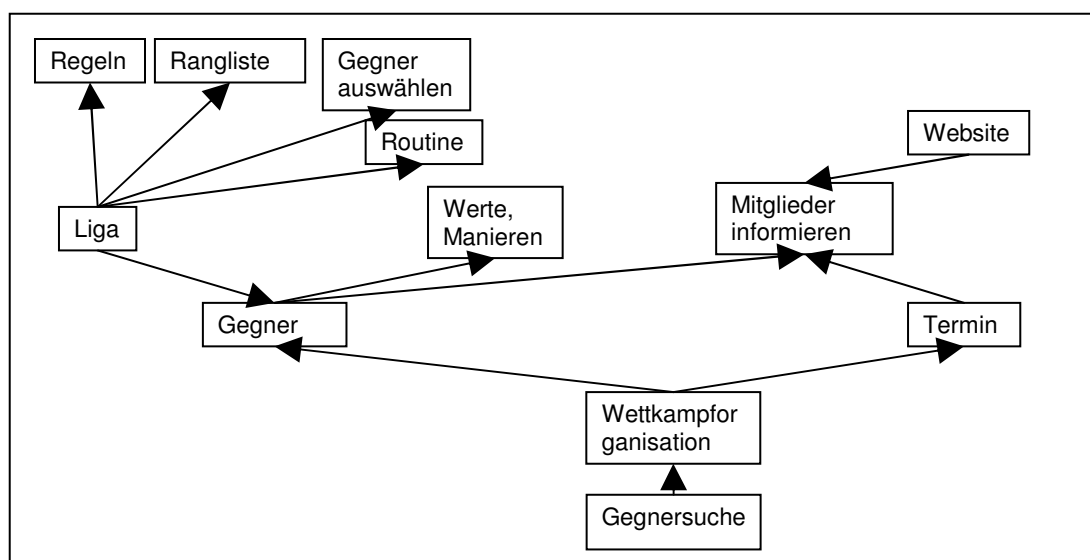 Regeln
Rangliste
Gegner
auswählen
Routine
Website
Werte,
Manieren
Mitglieder
informieren
Liga
Gegner
Termin
Wettkampfor
ganisation
Gegnersuche